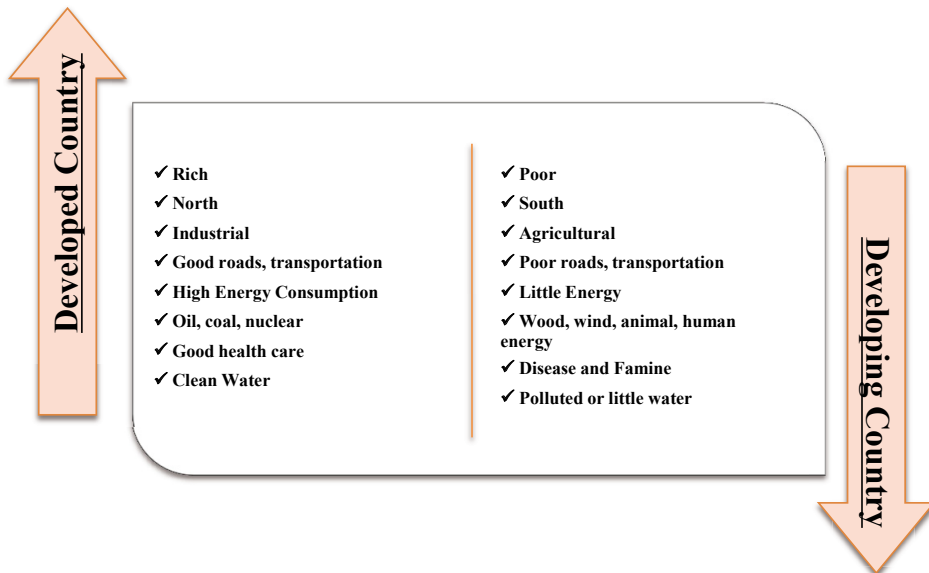 Developed Country
✓ Rich
✓ North
✓ Industrial
✓ Good roads, transportation
✓ High Energy Consumption
✓ Oil, coal, nuclear
✓ Good health care
✓ Clean Water
✓ Poor
✓ South
✓ Agricultural
✓ Poor roads, transportation
✓ Little Energy
✓ Wood, wind, animal, human
energy
✓ Disease and Famine
✓ Polluted or little water
Developing Country